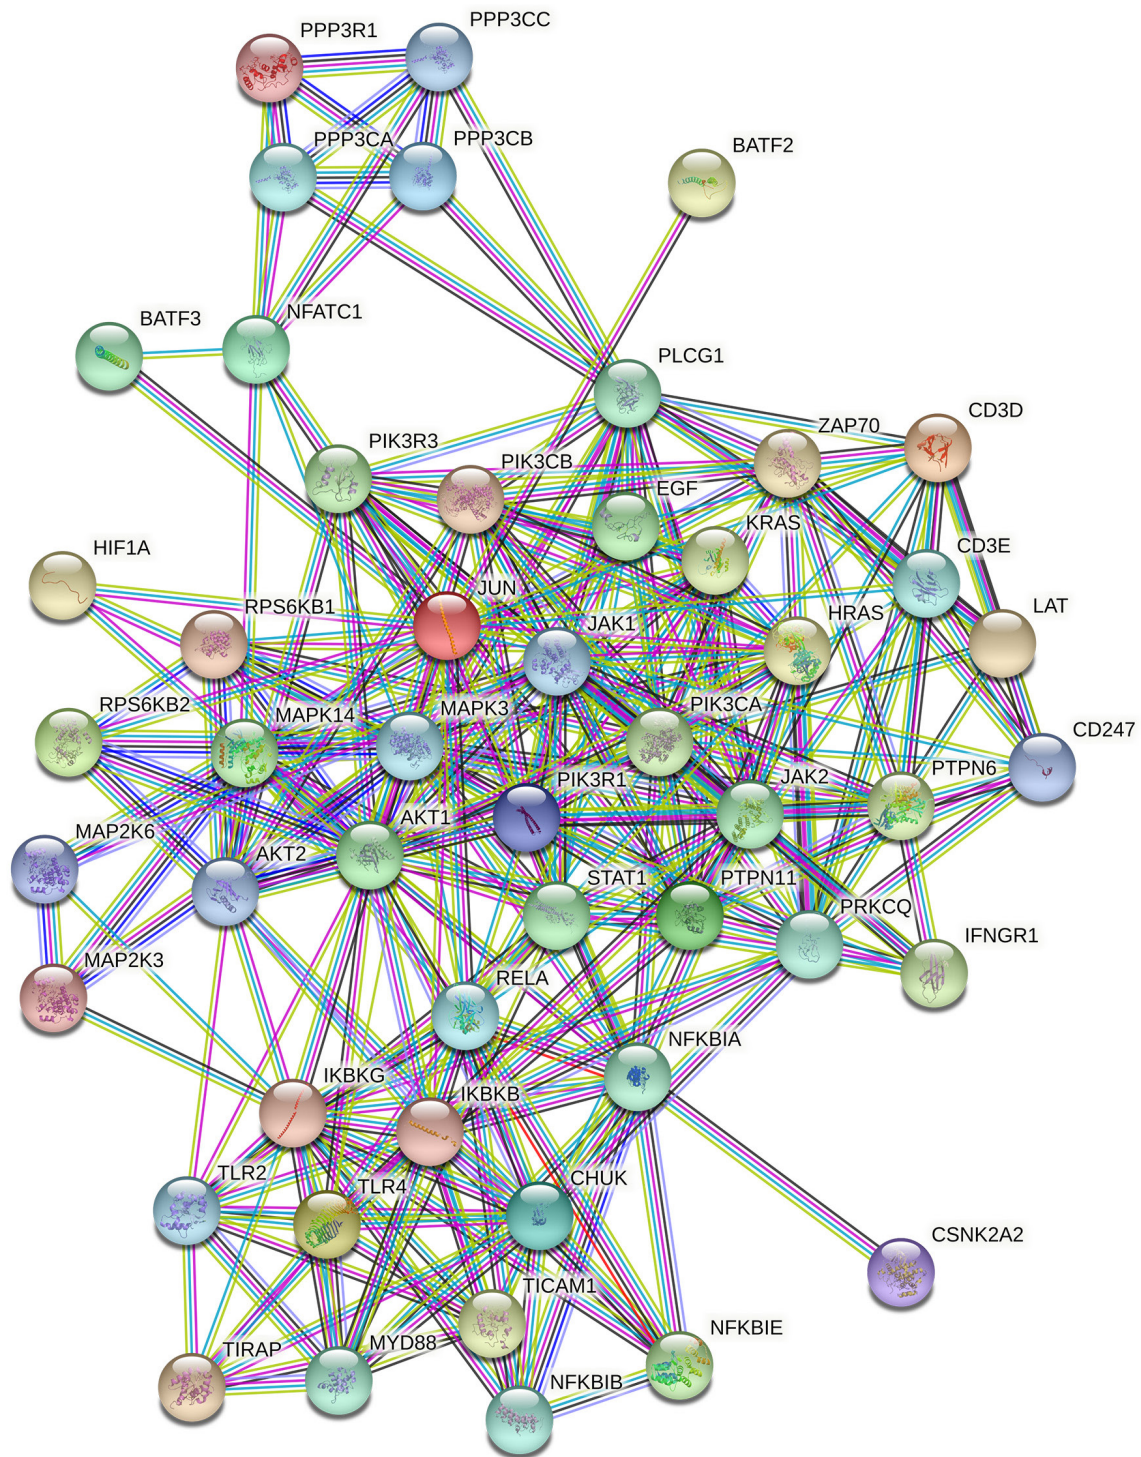 PPP3CC
PPP3R1
PPP3CA
PPP3CB
BATF2
NFATC1
BATF3
PLCG1
CD3D
ZAP70
PIK3R3
PIK3CB
EGF
KRAS
HIF1A
CD3E
JUN
RPS6KB1
LAT
HRAS
JAK1
RPS6KB2
PIK3CA
MAPK3
MAPK14
CD247
PTPN6
JAK2
PIK3R1
AKT1
MAP2K6
AKT2
STAT1
PTPN11
PRKCQ
IFNGR1
MAP2K3
RELA
NFKBIA
IKBKG
IKBKB
TLR2
CHUK
TLR4
CSNK2A2
TICAM1
NFKBIE
MYD88
TIRAP
NFKBIB